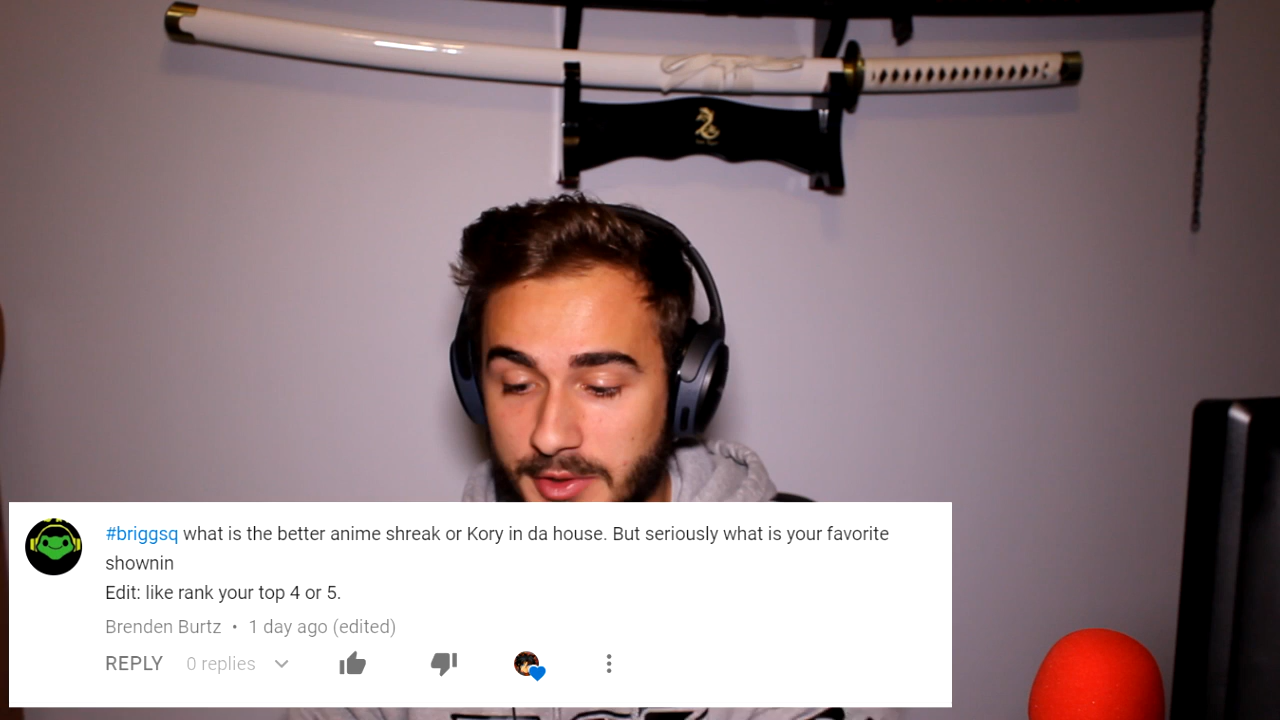 #briggsq what is the better anime shreak or Kory in da house. But seriously what is your favorite
shownin
Edit: like rank your top 4 or 5.
Brenden Burtz • 1 day ago (edited)
REPLY 0 replies